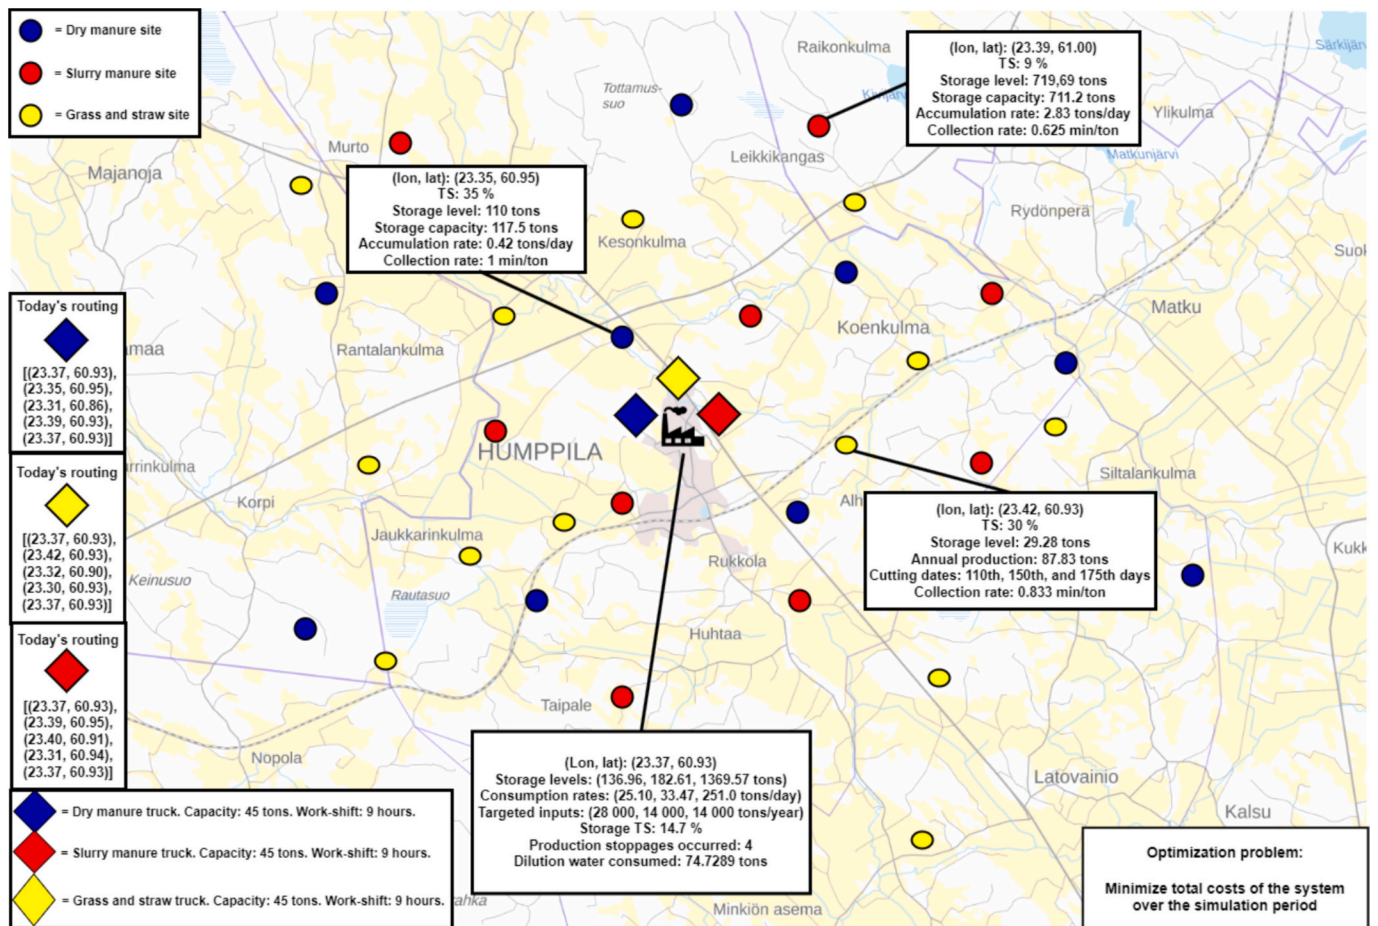 = Dry manure site
= Slurry manure site
= Grass and straw site
Raikonkulma
(lon, lat): (23.39, 61.00)
TS: 9 %
Storage level: 719,69 tons
Storage capacity: 711.2 tons
Accumulation rate: 2.83 tons/day
Collection rate: 0.625 min/ton
Särkijärv
Tottamus-
suo
Ylikulma
Murto
Leikkikangas
Matkunjärvi
Majanoja
(lon, lat): (23.35, 60.95)
TS: 35 %
Storage level: 110 tons
Storage capacity: 117.5 tons
Accumulation rate: 0.42 tons/day
Collection rate: 1 min/ton
Rydönperä
Kesonkulma
Suok
Matku
Koenkulma
Today's routing
[(23.37, 60.93),
(23.35, 60.95),
(23.31, 60.86),
(23.39, 60.93),
(23.37, 60.93)]
amaa
Rantalankulma
HUMPPILA
urrinkulma
Siltalankulma
Today's routing
[(23.37, 60.93),
(23.42, 60.93),
(23.32, 60.90),
(23.30, 60.93),
(23.37, 60.93)]
Korpi
Alh
(lon, lat): (23.42, 60.93)
TS: 30 %
Storage level: 29.28 tons
Annual production: 87.83 tons
Cutting dates: 110th, 150th, and 175th days
Collection rate: 0.833 min/ton
Jaukkarinkulma
Kukk
Rukkola
Keinusuo
Rautasuo
Huhtaa
Today's routing
[(23.37, 60.93),
(23.39, 60.95),
(23.40, 60.91),
(23.31, 60.94),
(23.37, 60.93)]
Taipale
Nopola
(Lon, lat): (23.37, 60.93)
Storage levels: (136.96, 182.61, 1369.57 tons)
Consumption rates: (25.10, 33.47, 251.0 tons/day)
Targeted inputs: (28 000, 14 000, 14 000 tons/year)
Storage TS: 14.7 %
Production stoppages occurred: 4
Dilution water consumed: 74.7289 tons
Latovainio
Kalsu
= Dry manure truck. Capacity: 45 tons. Work-shift: 9 hours.
= Slurry manure truck. Capacity: 45 tons. Work-shift: 9 hours.
= Grass and straw truck. Capacity: 45 tons. Work-shift: 9 hours.
ahka
Minkiön asema
Optimization problem:
Minimize total costs of the system
over the simulation period